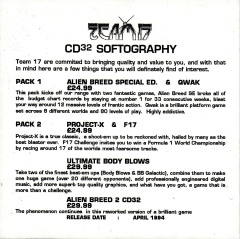 TEAM 17
CD32 SOFTOGRAPHY
Team 17 are commited to bringing quality and value to you, and with that
in mind here are a few things that you will definately find of interest.
PACK 1 ALIEN BREED SPECIAL ED. & QWAK
£24.99
This pack kicks off our range with two fantastic games, Alien Breed SE broke all of
the budget chart records by staying at number 1 for 33 consecutive weeks, blast
your way around 12 massive levels of frantic action. Qwak is a brilliant platform game
set across 8 different worlds and 80 levels of play. Highly addictive.
PACK 2 PROJECT-X & F17
£24.99
Project-X is a true classic, a shoot-em up to be reckoned with, hailed by many as the
best blaster ever. F17 Challenge invites you to win a Formula 1 World Championship
by racing around 17 of the worlds most fearsome tracks.
ULTIMATE BODY BLOWS
£29.99
Take two of the finest beat-em ups (Body Blows & BB Galactic), combine them to make
one huge game (over 20 different opponents), add professionally engineered digital
music, add more superb top quality graphics, and what have you got, a game that is
more than a challenge.
ALIEN BREED 2 CD32
£29.99
The phenomenon continues in this reworked version of a brilliant game
RELEASE DATE : APRIL 1994